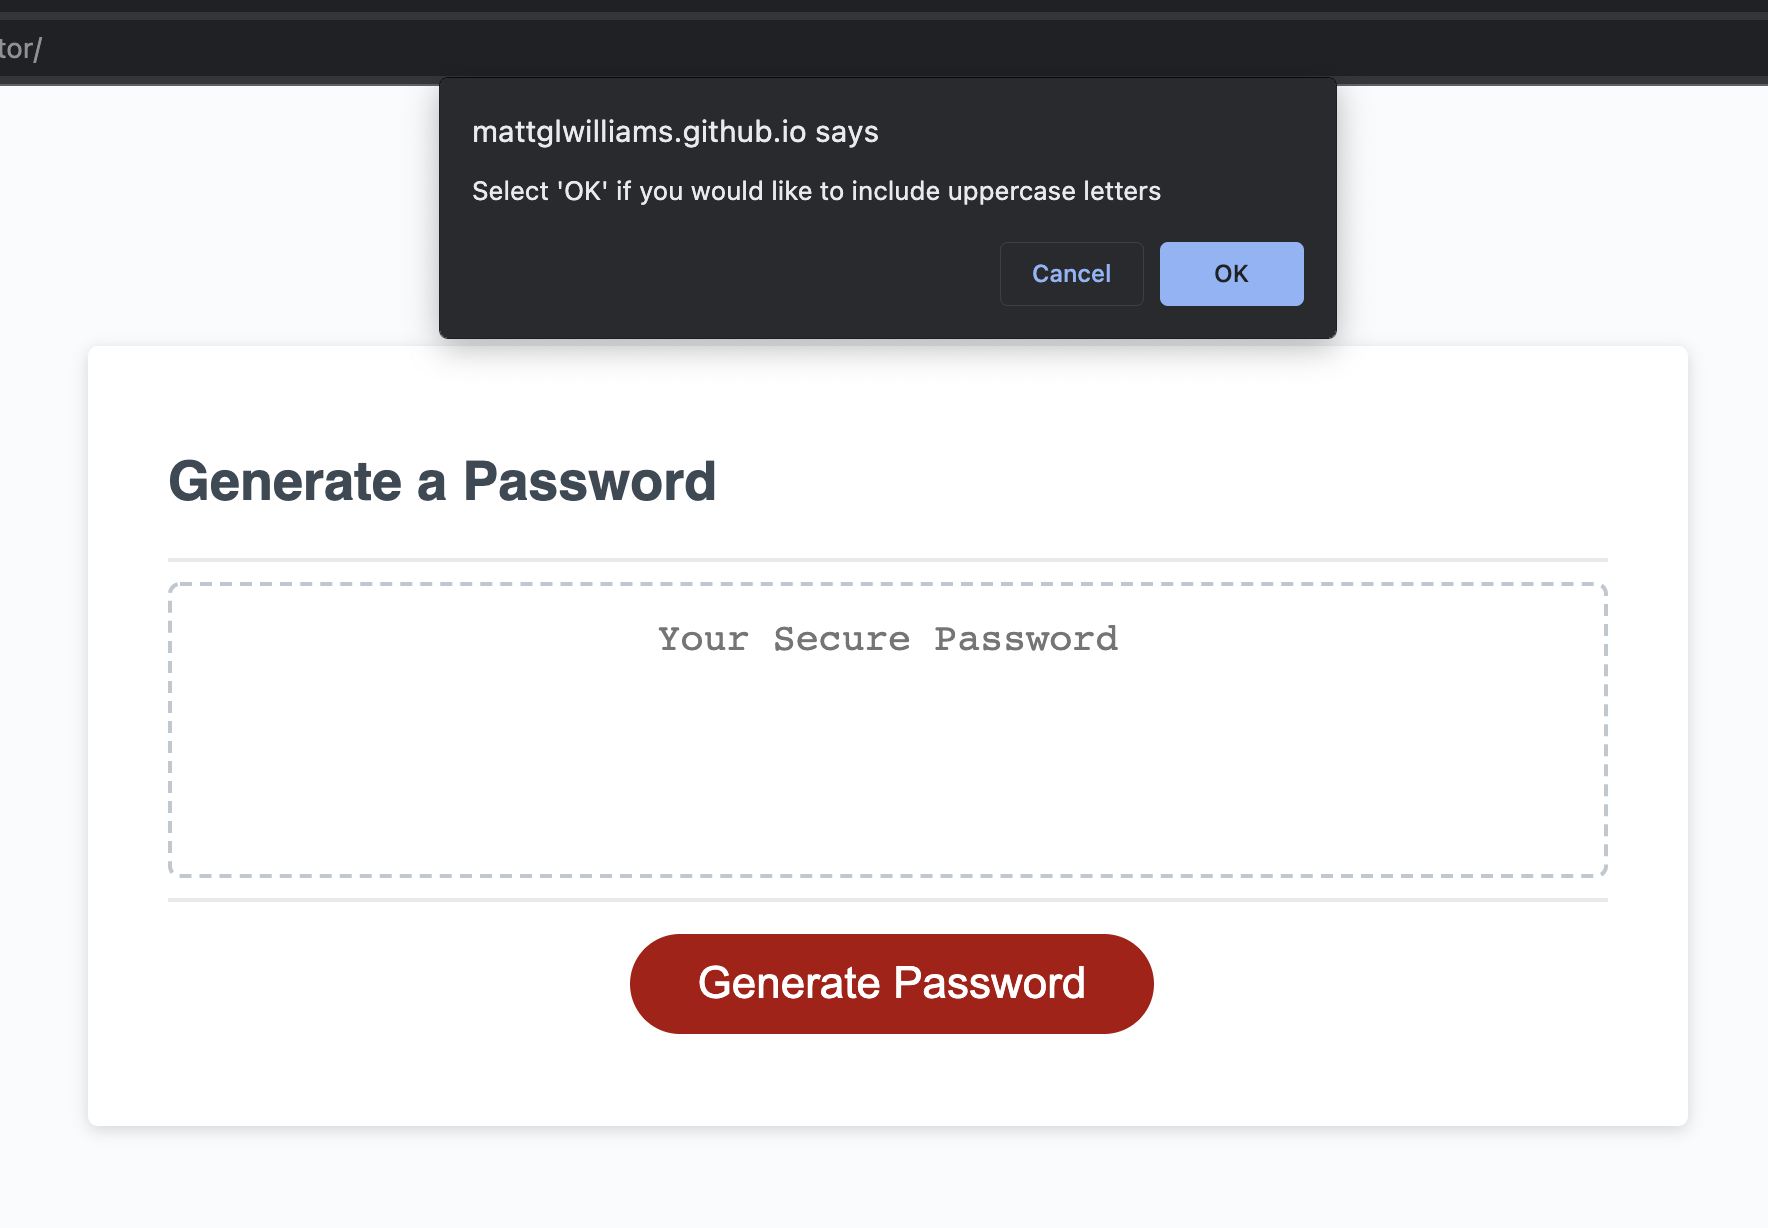 tor/
mattglwilliams.github.io says
Select 'OK' if you would like to include uppercase letters
Cancel
OK
Generate a Password
Your Secure Password
Generate Password